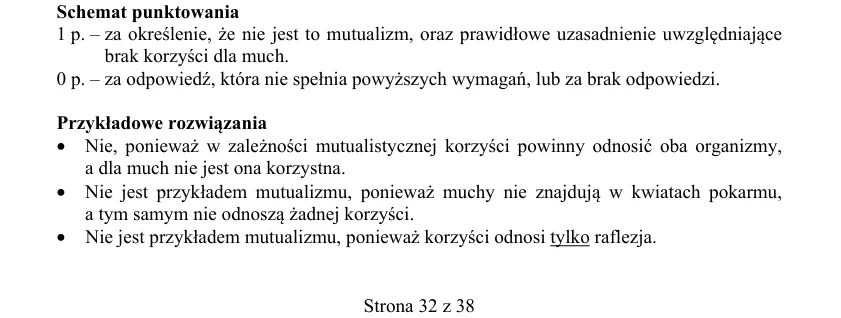 Schemat punktowania
1 p. – za określenie, że nie jest to mutualizm, oraz prawidłowe uzasadnienie uwzględniające
brak korzyści dla much.
0 p. – za odpowiedź, która nie spełnia powyższych wymagań, lub za brak odpowiedzi.
Przykładowe rozwiązania
• Nie, ponieważ w zależności mutualistycznej korzyści powinny odnosić oba organizmy,
a dla much nie jest ona korzystna.
• Nie jest przykładem mutualizmu, ponieważ muchy nie znajdują w kwiatach pokarmu,
a tym samym nie odnoszą żadnej korzyści.
• Nie jest przykładem mutualizmu, ponieważ korzyści odnosi tylko raflezja.
Strona 32 z 38